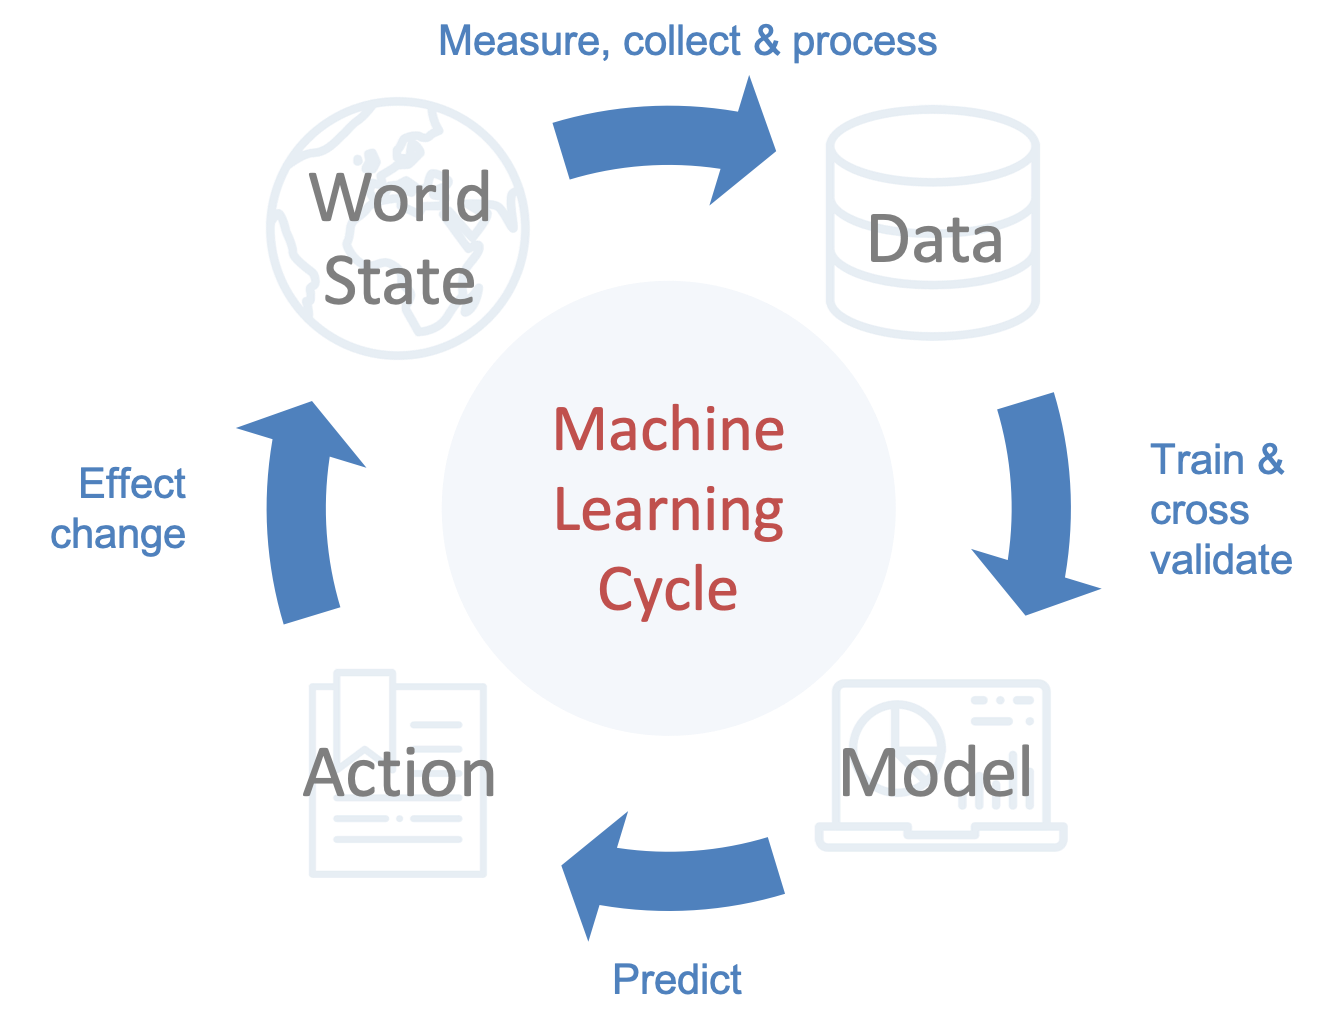 Measure, collect & process
World
State
Data
Machine
Learning
Cycle
Train &
cross
validate
Effect
change
Action
Model
Predict